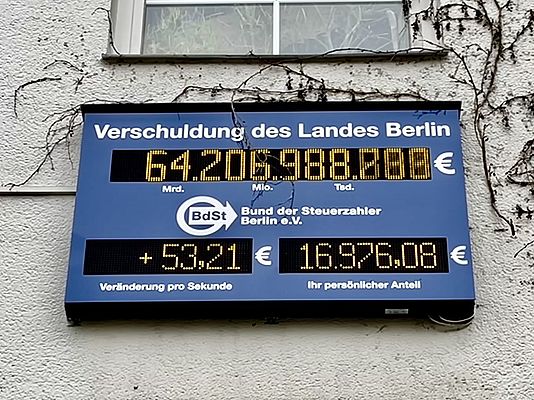 Verschuldung des Landes Berlin
64.206.988.000 €
Mrd. Mio. Tsd.
BdSt
Bund der Steuerzahler
Berlin e.V.
+53,21 €
16.976,08 €
Veränderung pro Sekunde
Ihr persönlicher Anteil